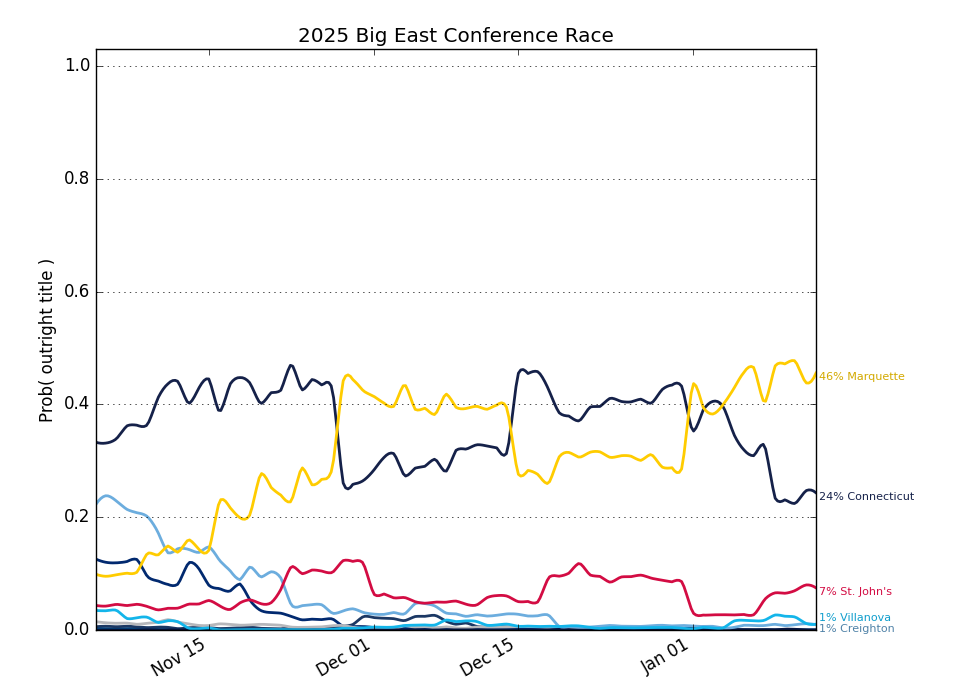 2025 Big East Conference Race
Prob( outright title )
1.0
0.8
0.6
0.4
0.2
0.0
46% Marquette
24% Connecticut
7% St. John's
1% Villanova
1% Creighton
Nov 15
Dec 01
Dec 15
Jan 01